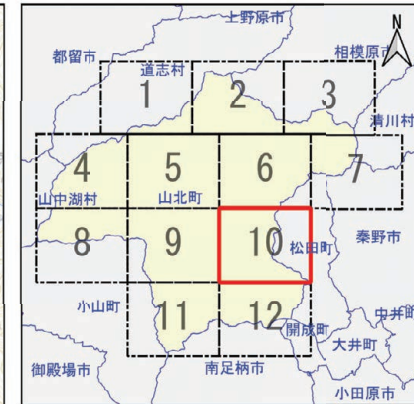 上野原市
N
都留市
相模原市
道志村
1
2
3
清川村
4
5
6
7
山中湖村
山北町
秦野市
8
9
10
松田町
小山町
11
12
中井町
開成町
大井町
御殿場市
南足柄市
小田原市